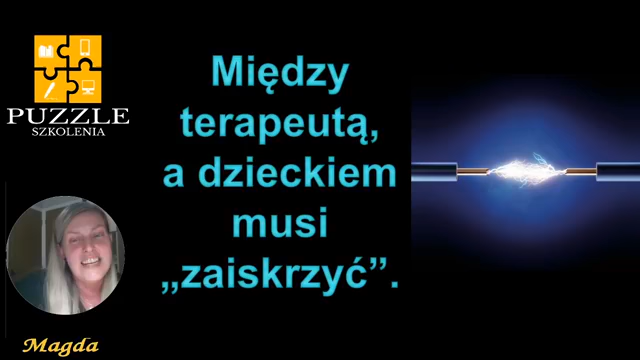 PUZZLE
SZKOLENIA
Między
terapeutą,
a dzieckiem
musi
„zaiskrzyć”.
Magda